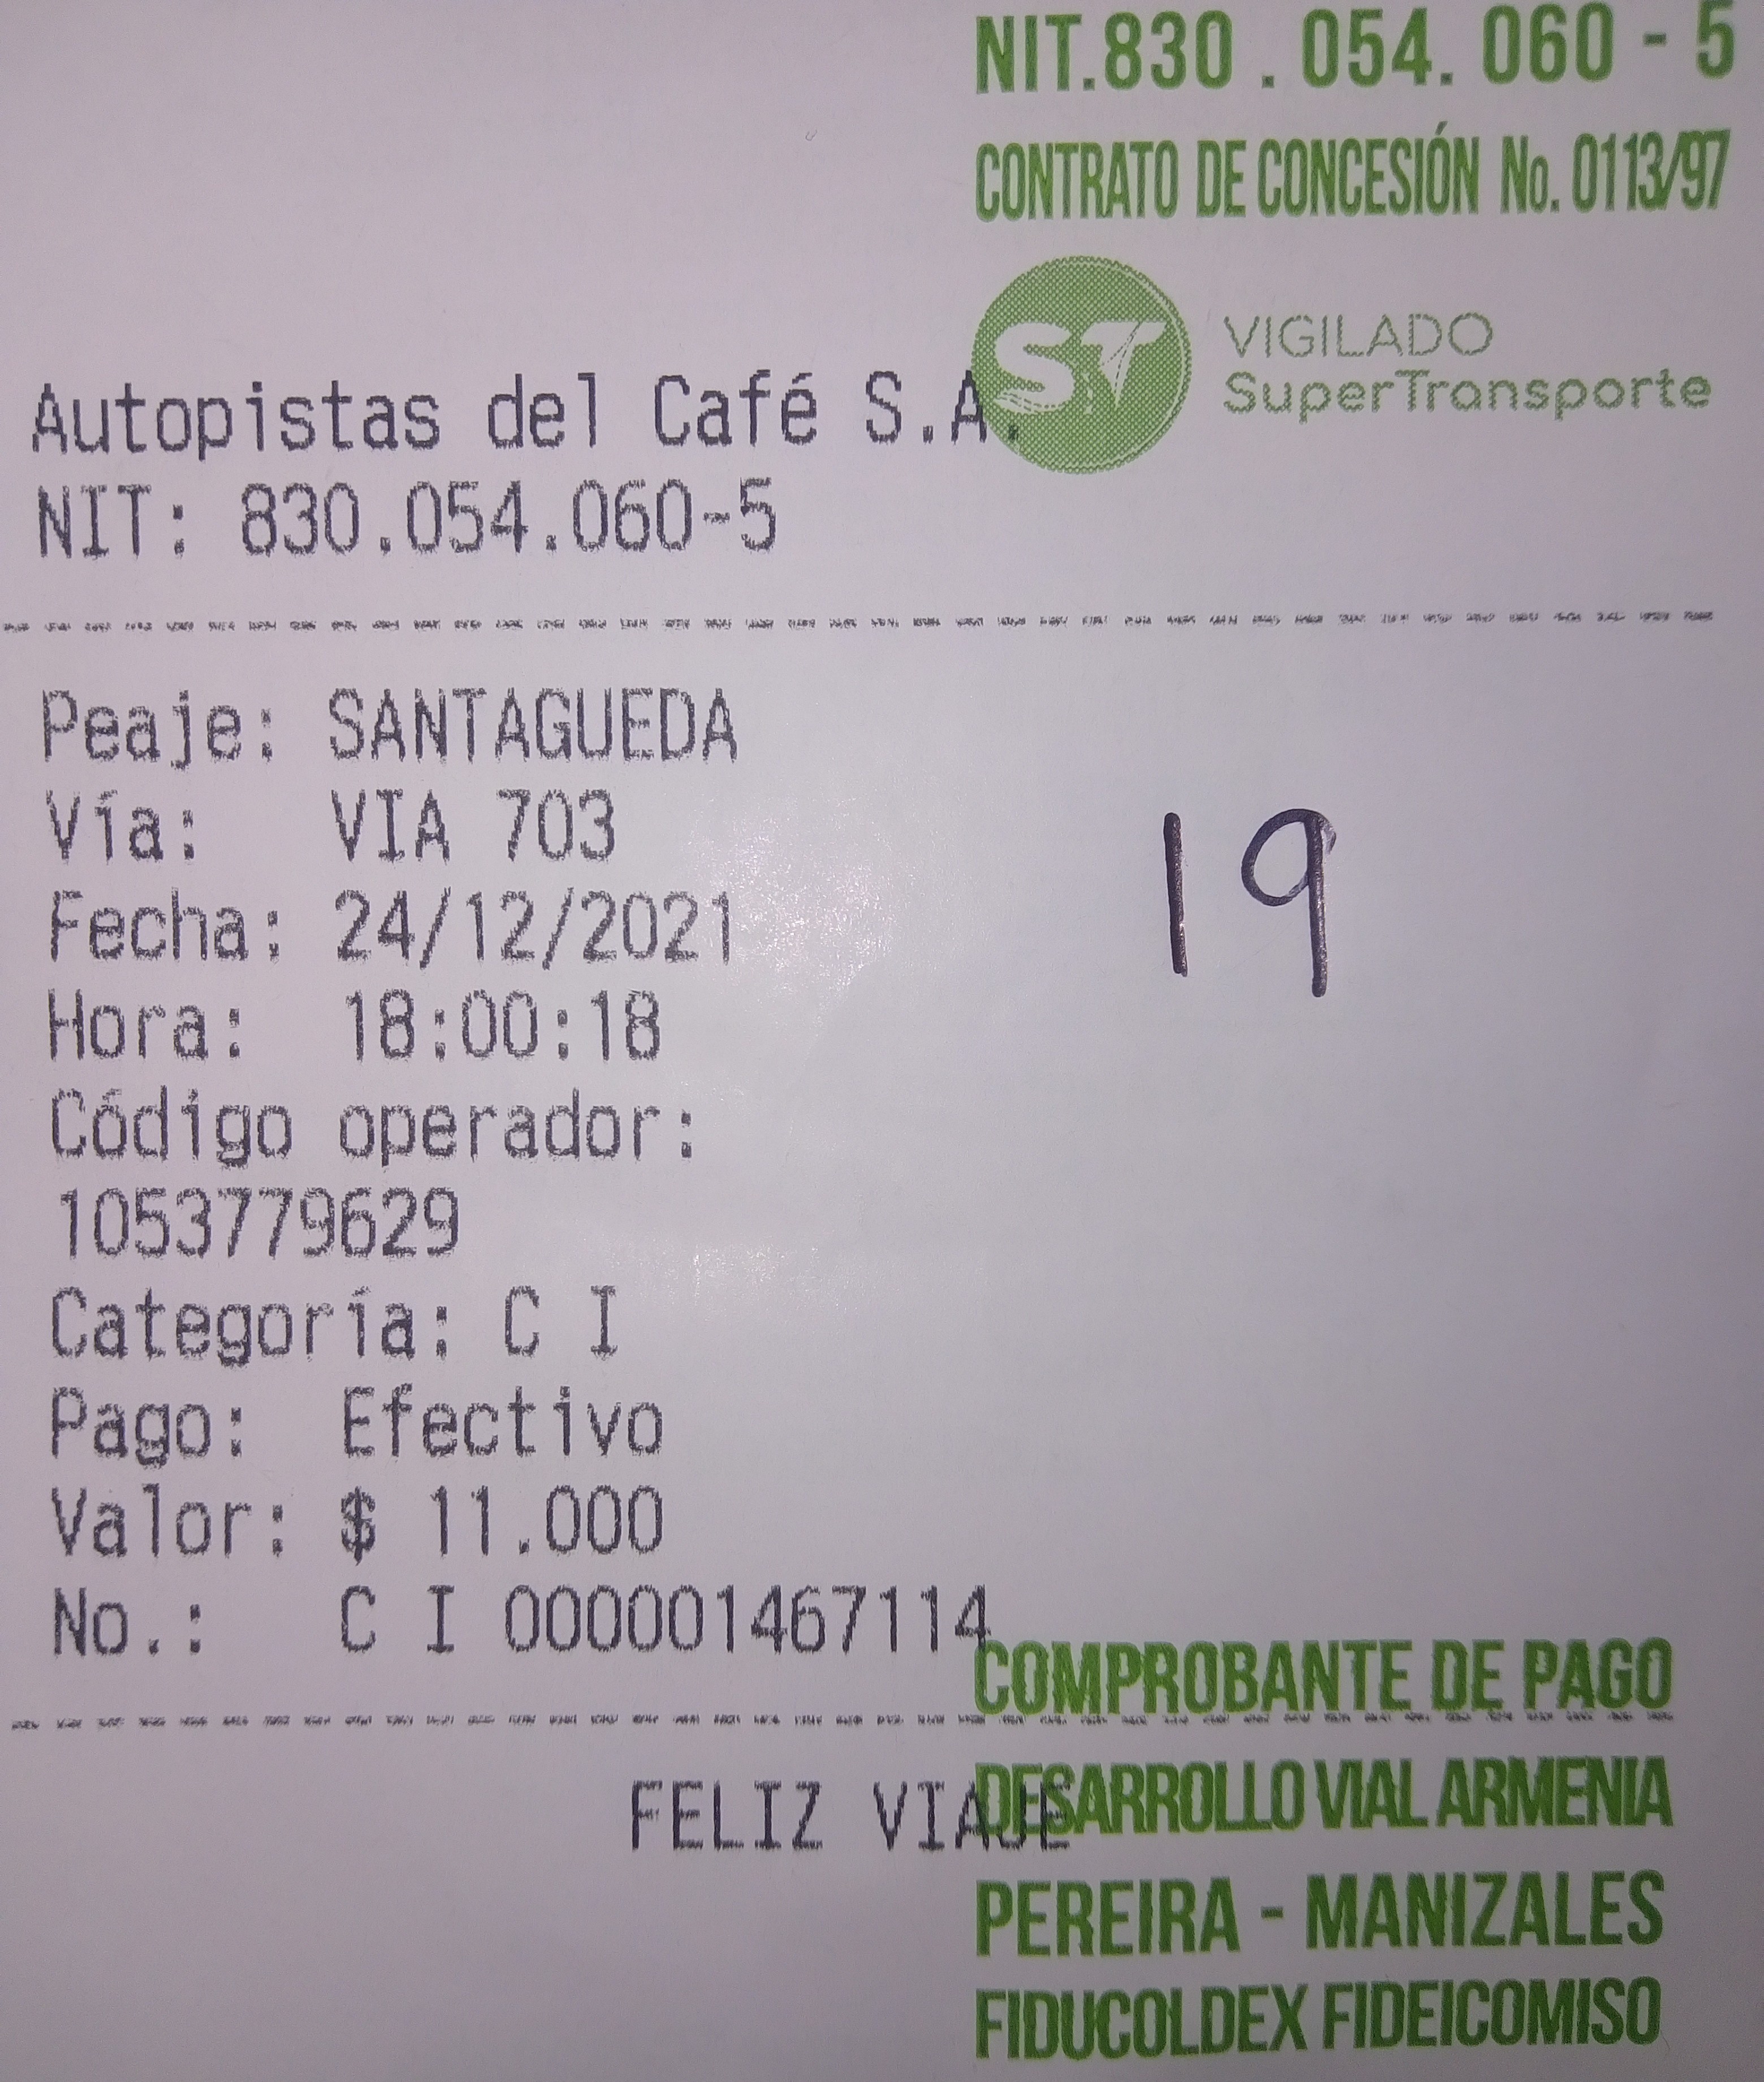 NIT.830 . 054. 060 - 5
CONTRATO DE CONCESIÓN No. 0113/97
ST VIGILADO
SuperTransporte
Autopistas del Café S.A.
NIT: 830.054.060-5
Peaje: SANTAGUEDA
Vía: VIA 703
19
Fecha: 24/12/2021
Hora: 18:00:18
Código operador:
1053779629
Categoría: C I
Pago: Efectivo
Valor: $ 11.000
No.: C I 000001467114
COMPROBANTE DE PAGO
DESARROLLO VIAL ARMENIA
FELIZ VIAJE
PEREIRA - MANIZALES
FIDUCOLDEX FIDEICOMISO